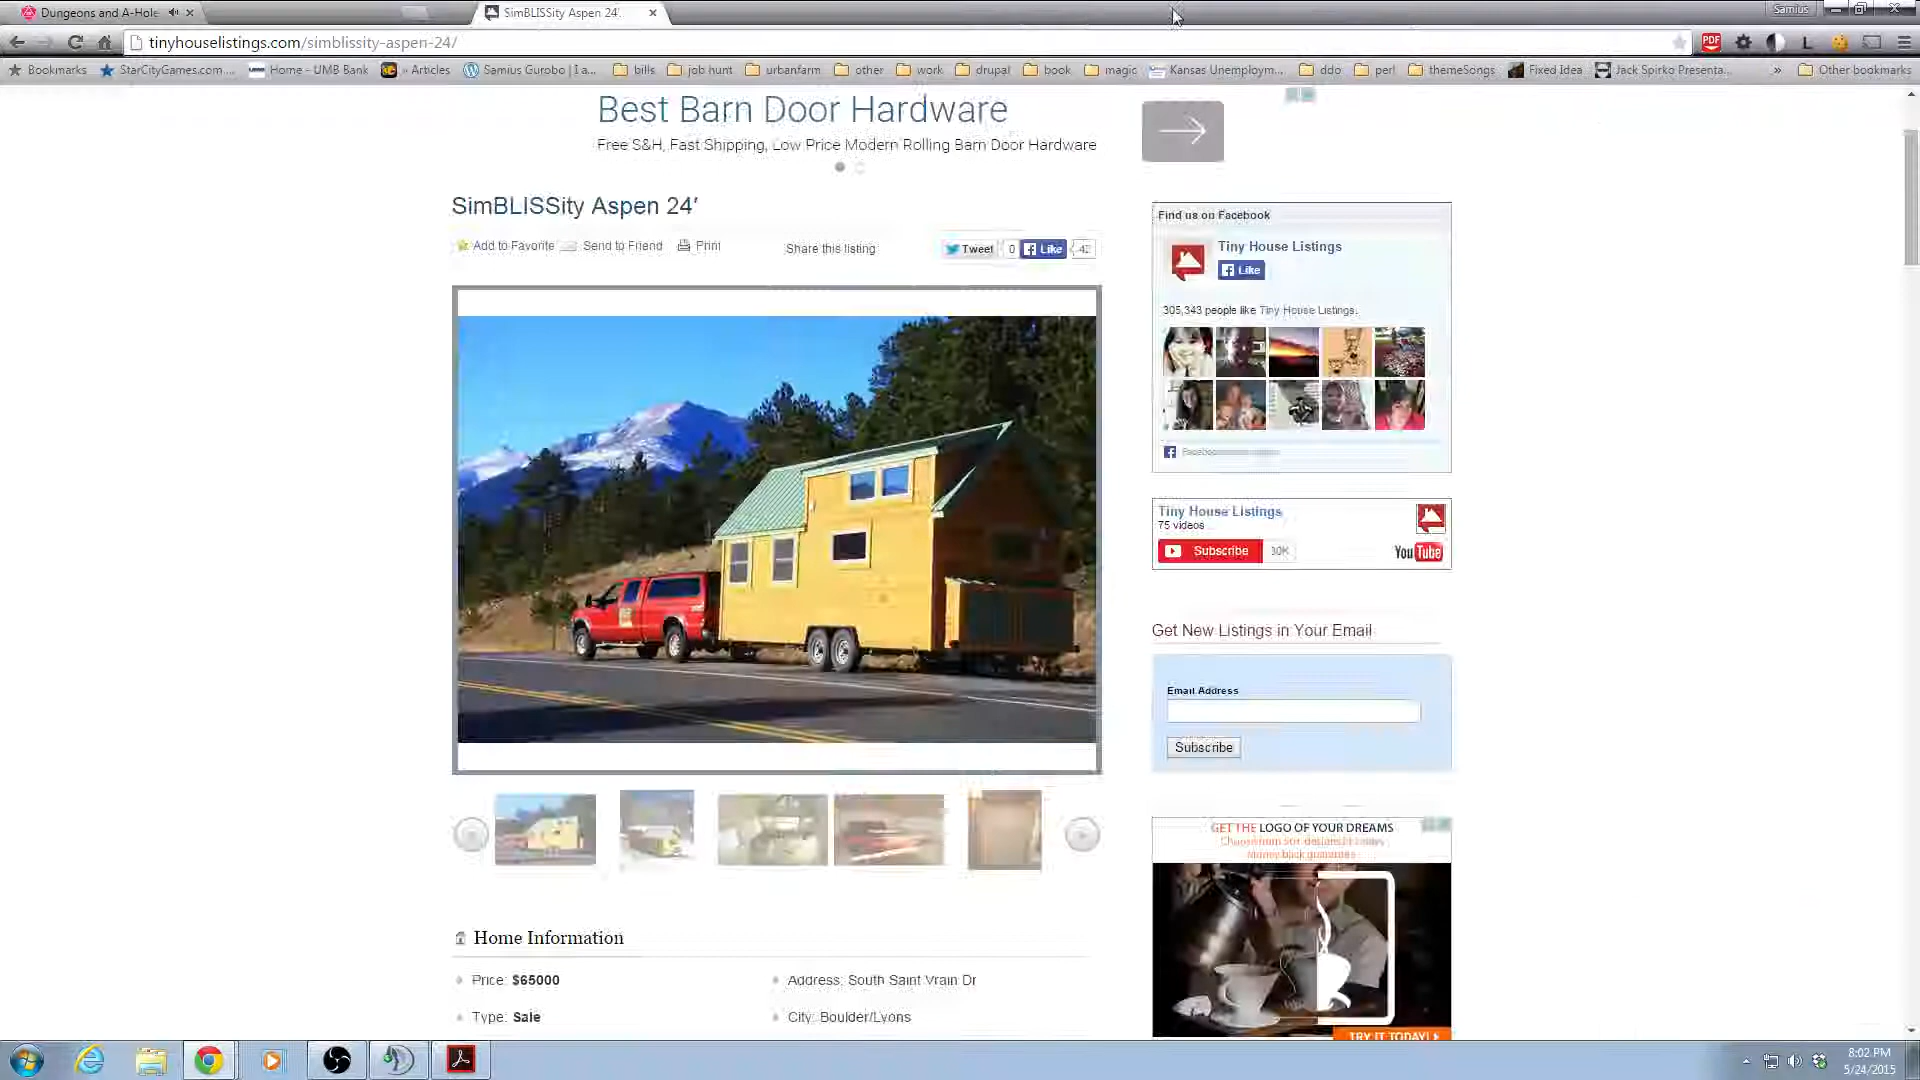 Dungeons and A-Hole
SimBLISSity Aspen 24'
Samius
tinyhouselistings.com/simblissity-aspen-24/
PDF
L
Bookmarks
StarCityGames.com ...
Home - UMB Bank
» Articles
Samius Gurobo | I a...
bills
job hunt
urbanfarm
other
work
drupal
book
magic
Kansas Unemploym...
ddo
perl
themeSongs
Fixed Idea
Jack Spirko Presenta...
»
Other bookmarks
Best Barn Door Hardware
Free S&H, Fast Shipping, Low Price Modern Rolling Barn Door Hardware
SimBLISSity Aspen 24′
Add to Favorite
Send to Friend
Print
Share this listing
Tweet
0
Like
42
Find us on Facebook
Tiny House Listings
Like
305,343 people like Tiny House Listings.
Tiny House Listings
75 videos
Subscribe
30K
YouTube
Get New Listings in Your Email
Email Address
Subscribe
GET THE LOGO OF YOUR DREAMS
Money back guarantee
TRY IT TODAY!
Home Information
Price: $65000
Address: South Saint Vrain Dr
Type: Sale
City: Boulder/Lyons
8:02 PM
5/24/2015